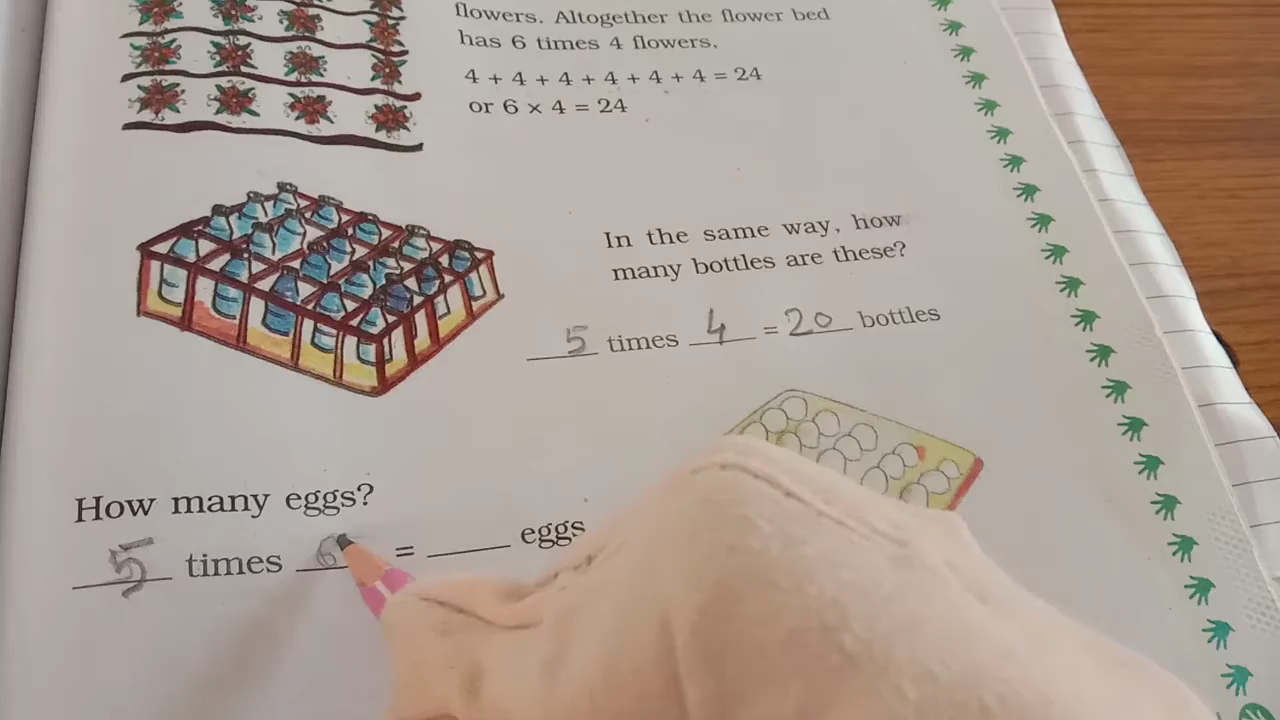 flowers. Altogether the flower bed
has 6 times 4 flowers.
4 + 4 + 4 + 4 + 4 + 4 = 24
or 6 × 4 = 24
In the same way, how
many bottles are these?
5 times 4 = 20 bottles
How many eggs?
5 times 6 = ____ eggs